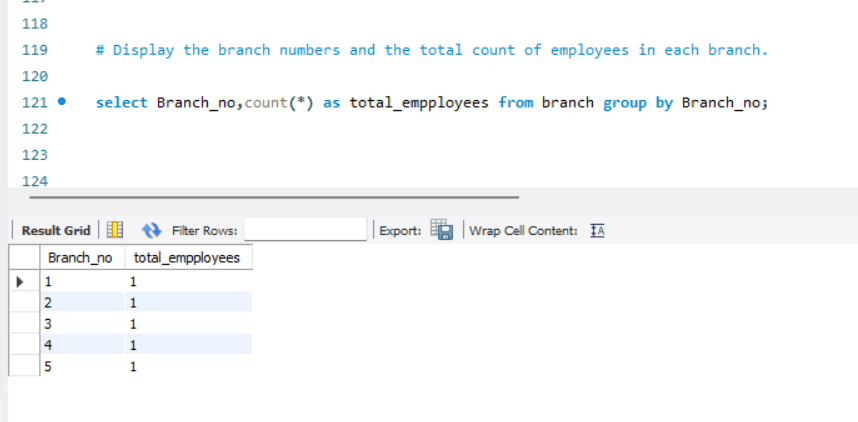 118
119 # Display the branch numbers and the total count of employees in each branch.
120
121 select Branch_no,count(*) as total_empployees from branch group by Branch_no;
122
123
124
Result Grid Filter Rows: Export: Wrap Cell Content: IA
Branch_no total_empployees
1 1
2 1
3 1
4 1
5 1